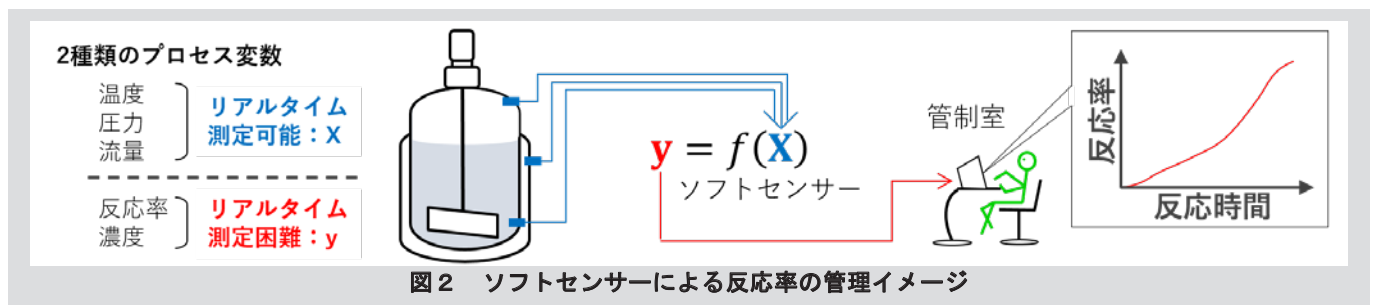 2種類のプロセス変数
温度
圧力
流量
リアルタイム
測定可能：X
反応率
濃度
リアルタイム
測定困難：y
y = f(X)
ソフトセンサー
管制室
反応率
反応時間
図２　ソフトセンサーによる反応率の管理イメージ